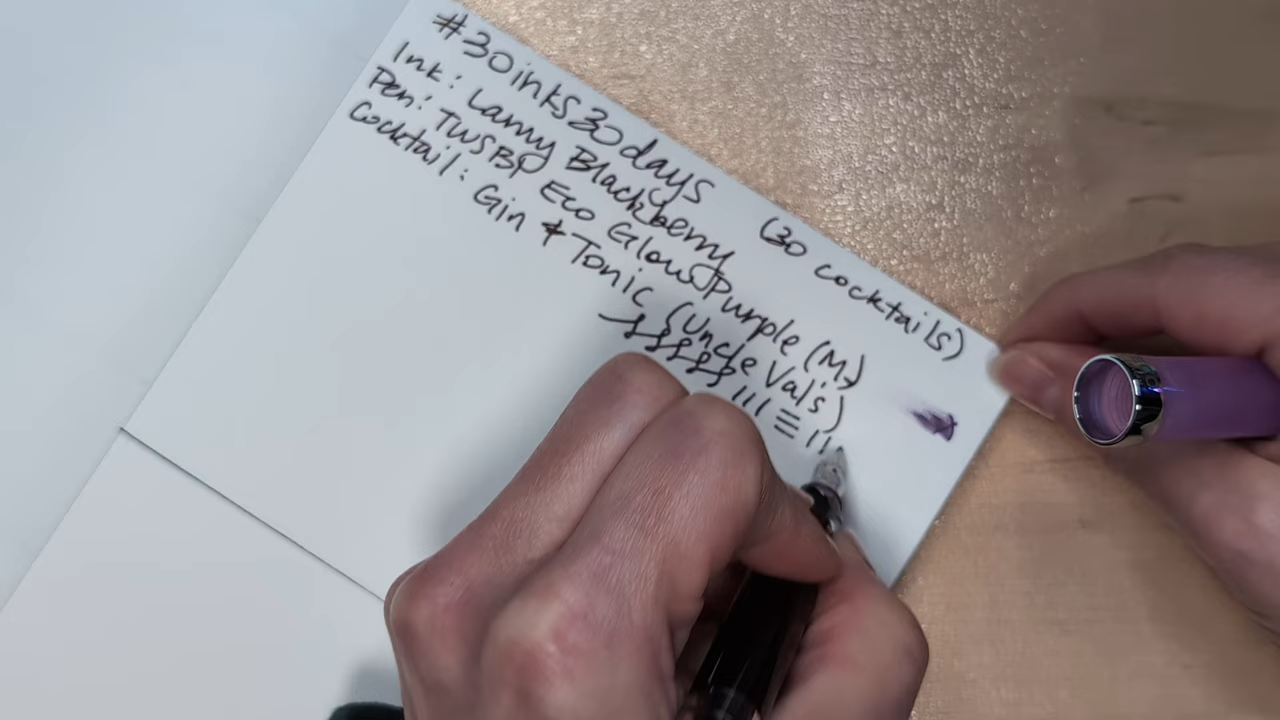 #30inks30days (30 cocktails)
Ink: Lamy Blackberry
Pen: TWSBI Eco Glow Purple (M)
Cocktail: Gin & Tonic (Uncle Val's)